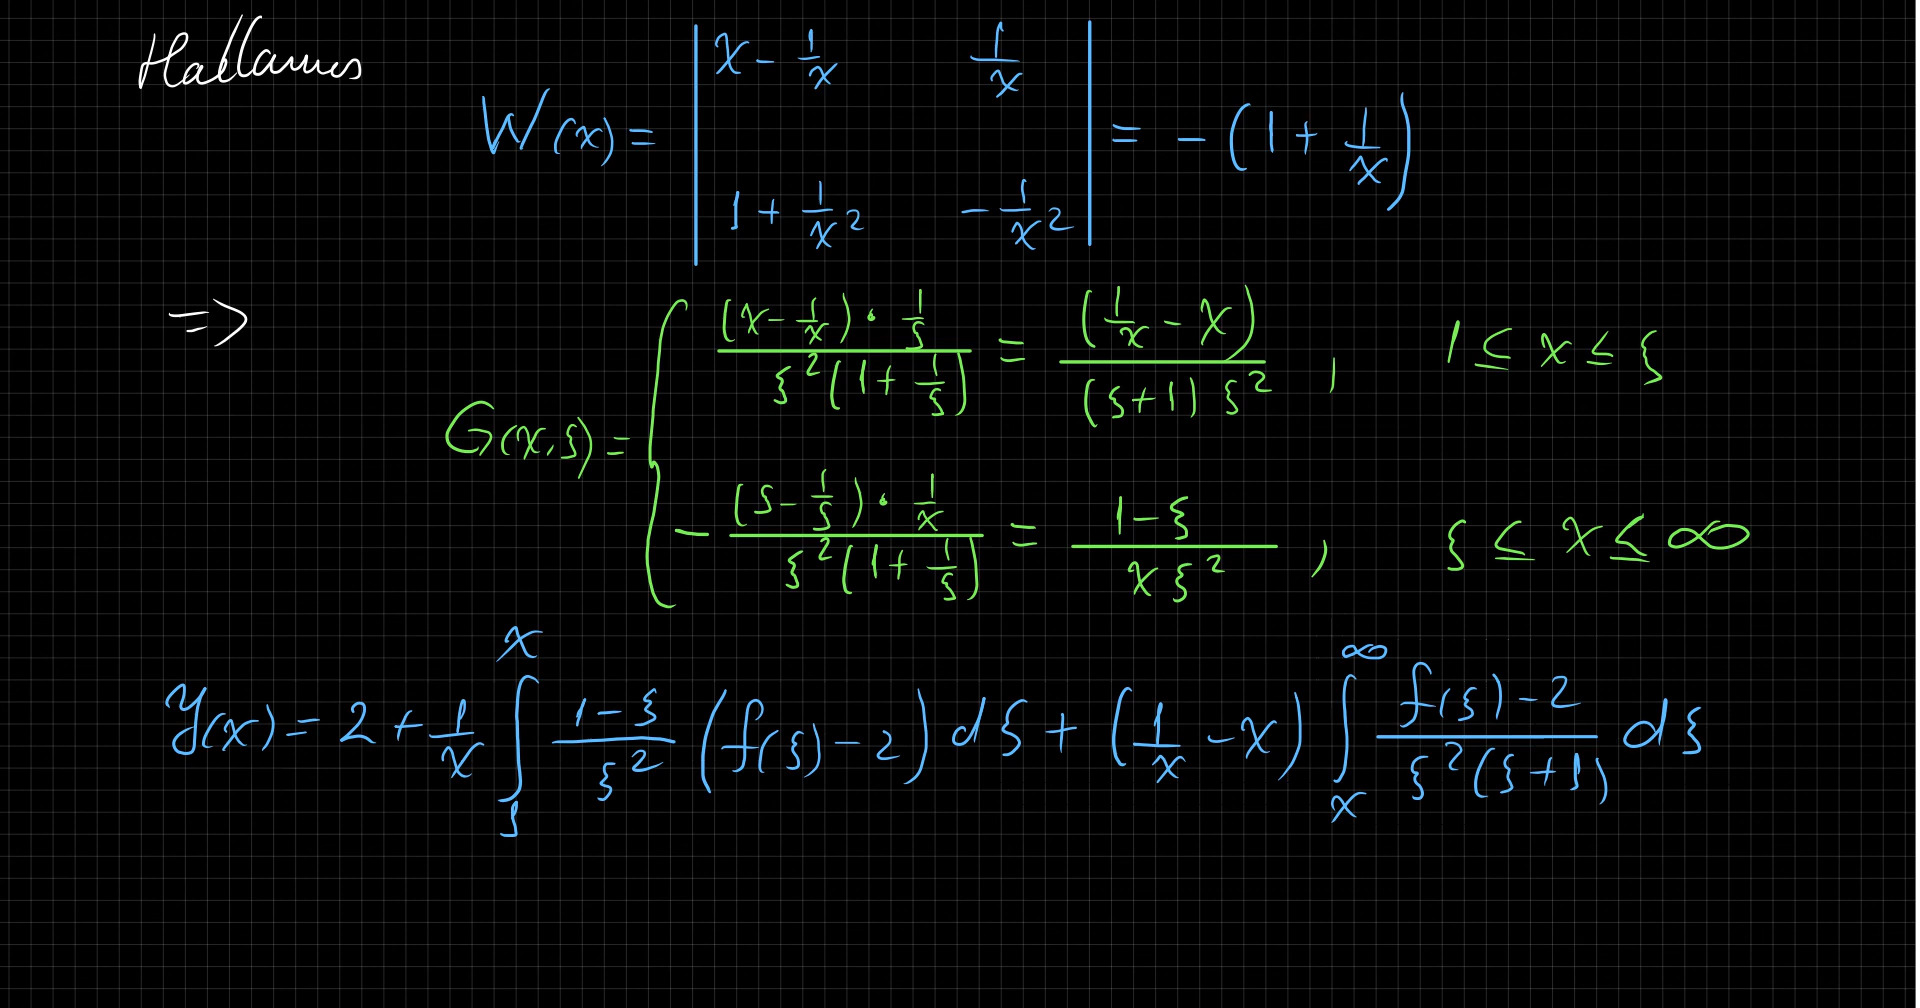 Hallamos
W(x) = | x - 1/x   1/x ; 1 + 1/x²   - 1/x² | = - (1 + 1/x)
⇒ G(x,ξ) = { (x - 1/x) · 1/ξ / ξ²(1 + 1/ξ) = (1/x - x) / (ξ+1) ξ² , 1 ≤ x ≤ ξ
- (ξ - 1/ξ) · 1/x / ξ²(1 + 1/ξ) = 1 - ξ / x ξ² , ξ ≤ x ≤ ∞
y(x) = 2 + 1/x ∫₁ˣ 1 - ξ / ξ² (f(ξ) - 2) dξ + (1/x - x) ∫ₓ^∞ f(ξ) - 2 / ξ²(ξ + 1) dξ